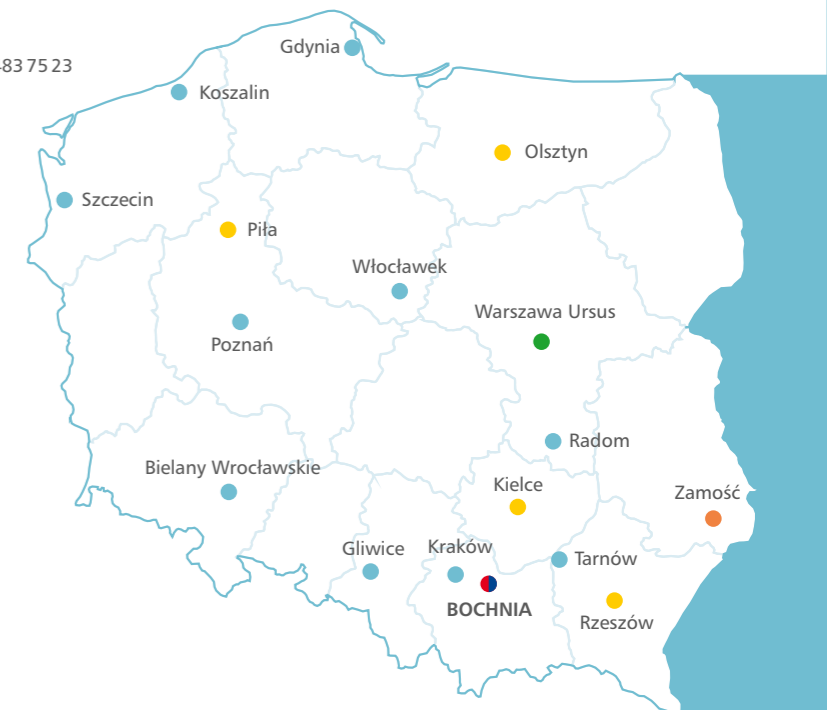 Gdynia
483 75 23
Koszalin
Olsztyn
Szczecin
Piła
Włocławek
Warszawa Ursus
Poznań
Radom
Bielany Wrocławskie
Kielce
Zamość
Gliwice
Kraków
Tarnów
BOCHNIA
Rzeszów